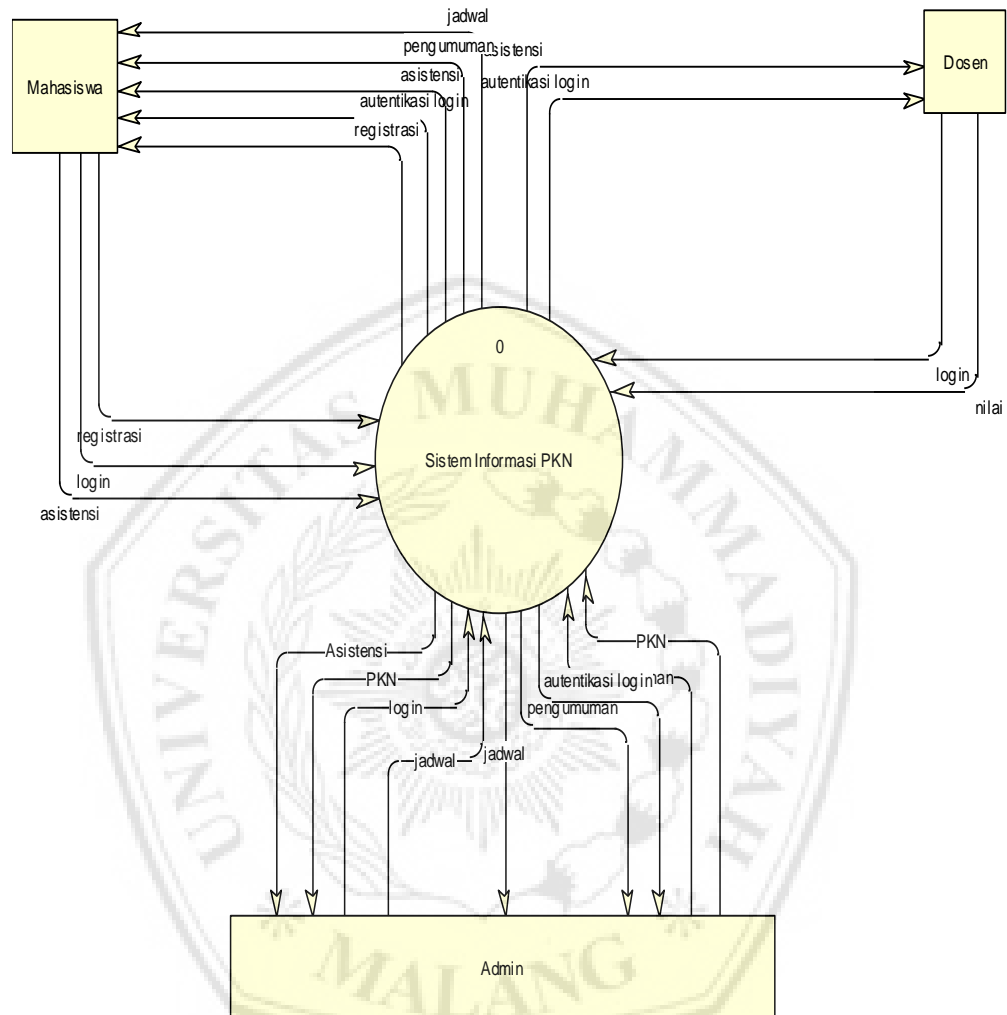 jadwal
pengumuman
asistensi
asistensi
autentikasi login
autentikasi login
registrasi
Mahasiswa
Dosen
0
Sistem Informasi PKN
login
nilai
registrasi
login
asistensi
Asistensi
PKN
login
jadwal
jadwal
autentikasi login
pengumuman
PKN
Admin
UNIVERSITAS MUHAMMADIYAH
MALANG